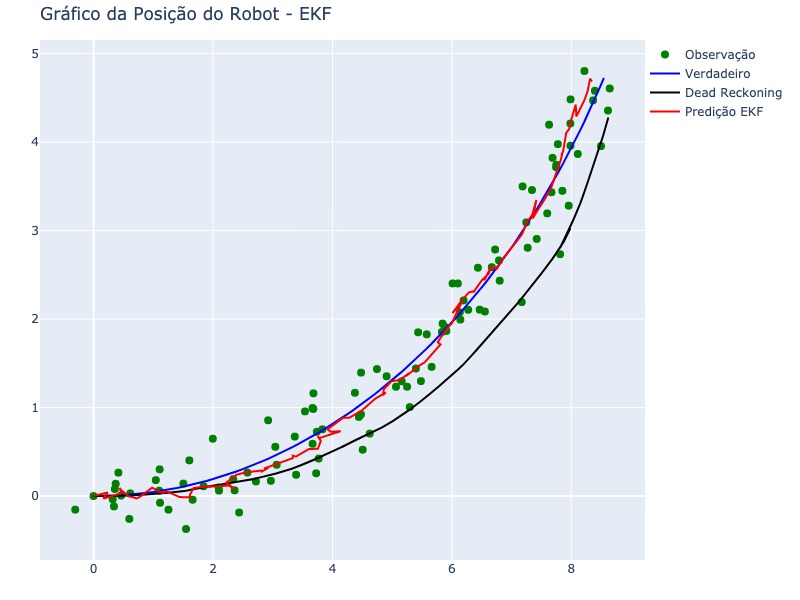 Gráfico da Posição do Robot - EKF
Observação
Verdadeiro
Dead Reckoning
Predição EKF
5
4
3
2
1
0
0 2 4 6 8